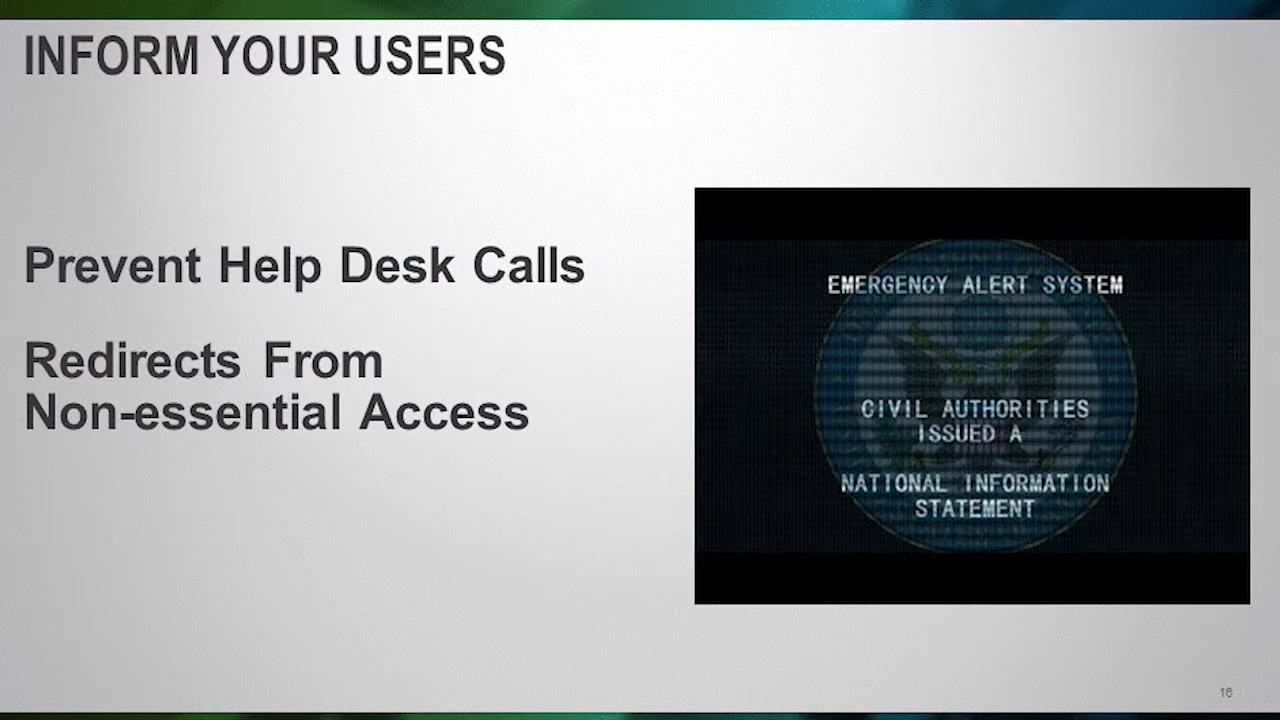 INFORM YOUR USERS
Prevent Help Desk Calls
Redirects From
Non-essential Access
EMERGENCY ALERT SYSTEM
CIVIL AUTHORITIES
ISSUED A
NATIONAL INFORMATION
STATEMENT
16